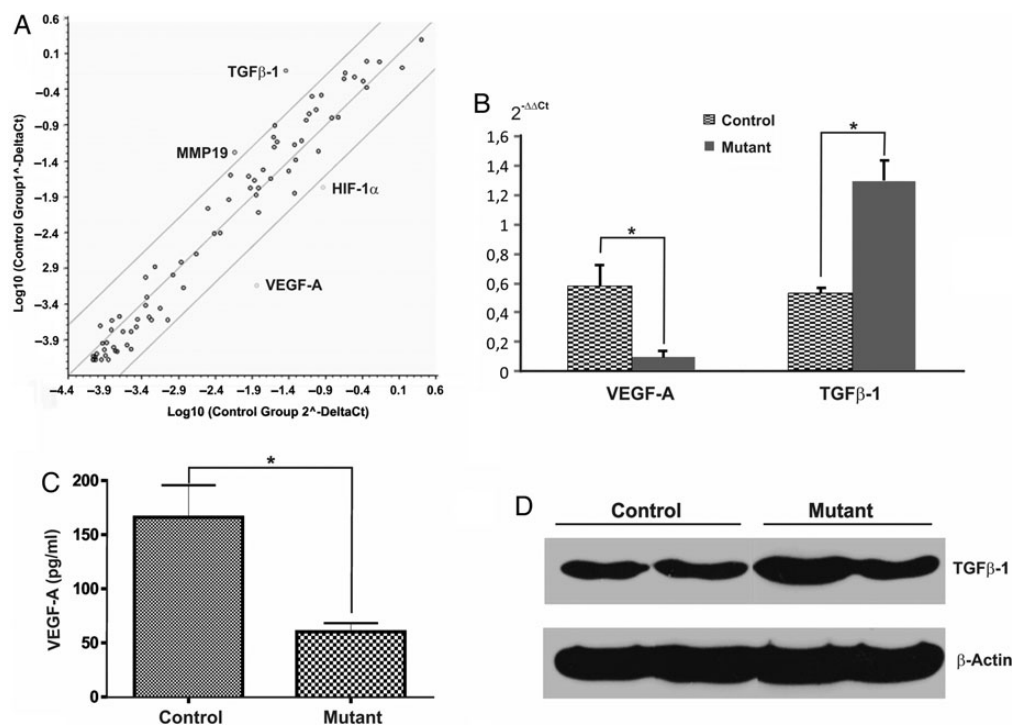 A
0.6
0.1
−0.4
−0.9
−1.4
−1.9
−2.4
−2.9
−3.4
−3.9
Log10 (Control Group1^-DeltaCt)
TGFβ-1
MMP19
HIF-1α
VEGF-A
−4.4 −3.9 −3.4 −2.9 −2.4 −1.9 −1.4 −0.9 −0.4 0.1 0.6
Log10 (Control Group 2^-DeltaCt)
B
2^-ΔΔCt
Control
Mutant
1,6
1,4
1,2
1
0,8
0,6
0,4
0,2
0
*
*
VEGF-A TGFβ-1
C
VEGF-A (pg/ml)
200
150
100
50
0
*
Control Mutant
D
Control Mutant
TGFβ-1
β-Actin